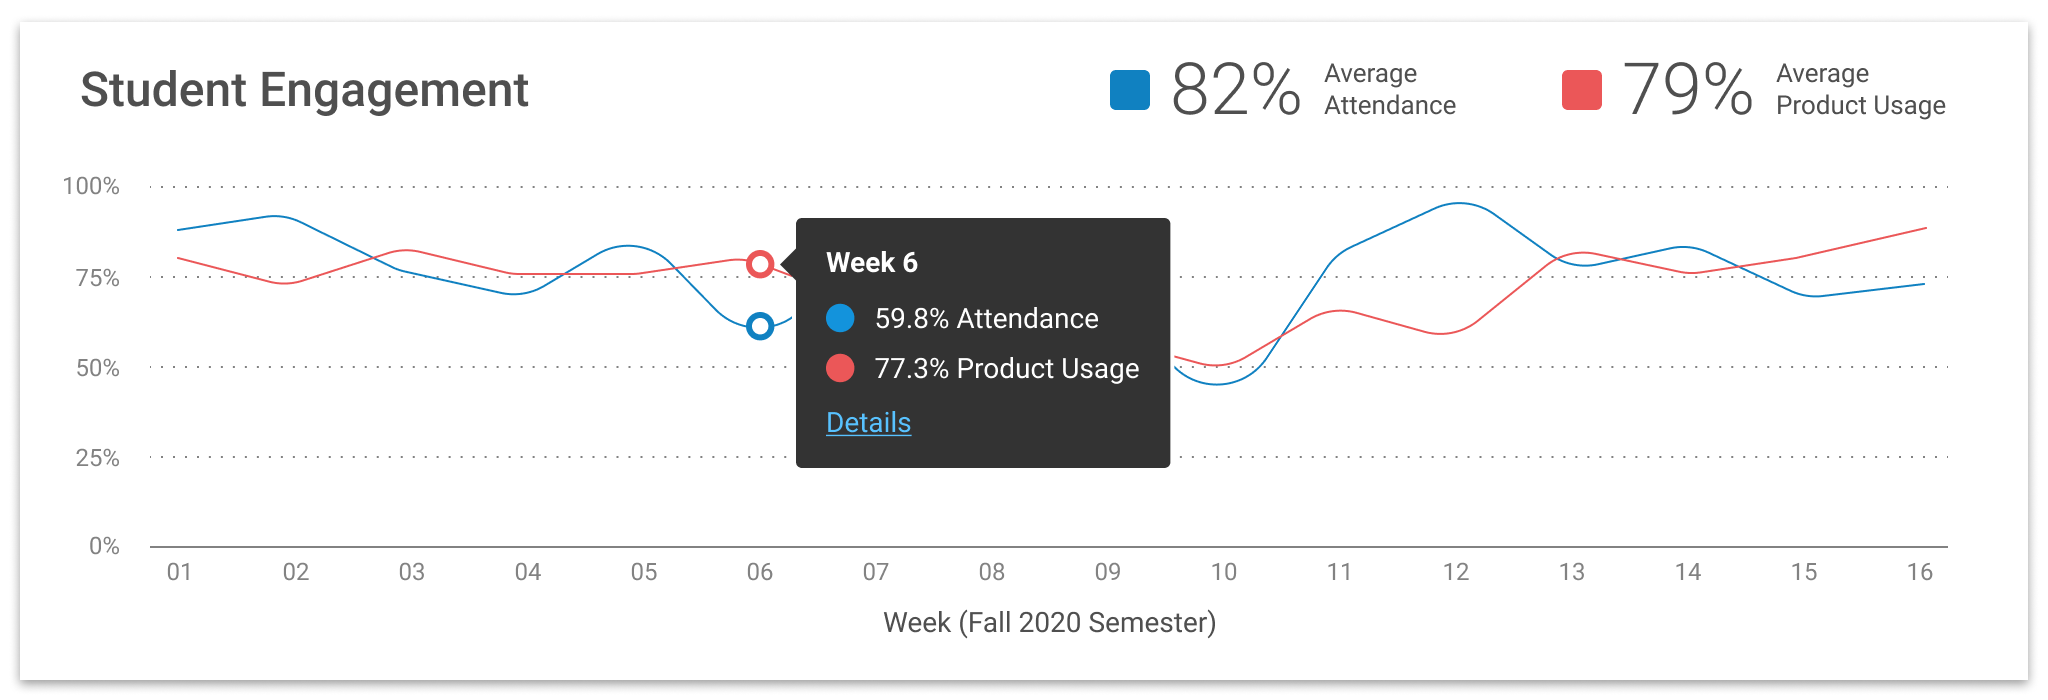 Student Engagement
82%
Average
Attendance
79%
Average
Product Usage
100%
75%
50%
25%
0%
Week 6
59.8% Attendance
77.3% Product Usage
Details
01 02 03 04 05 06 07 08 09 10 11 12 13 14 15 16
Week (Fall 2020 Semester)